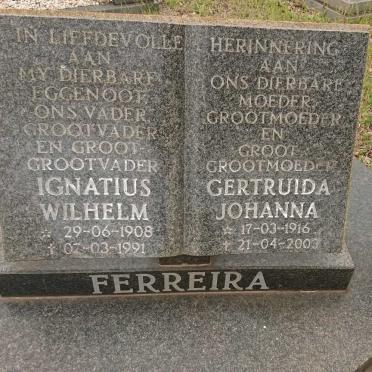 IN LIEFDEVOLLE
AAN
MY DIERBARE
EGGENOOT,
ONS VADER,
GROOTVADER
EN GROOT-
GROOTVADER
IGNATIUS
WILHELM
☆ 29-06-1908
✝ 07-03-1991
HERINNERING
AAN
ONS DIERBARE
MOEDER,
GROOTMOEDER
EN
GROOT-
GROOTMOEDER
GERTRUIDA
JOHANNA
☆ 17-03-1916
✝ 21-04-2003
FERREIRA